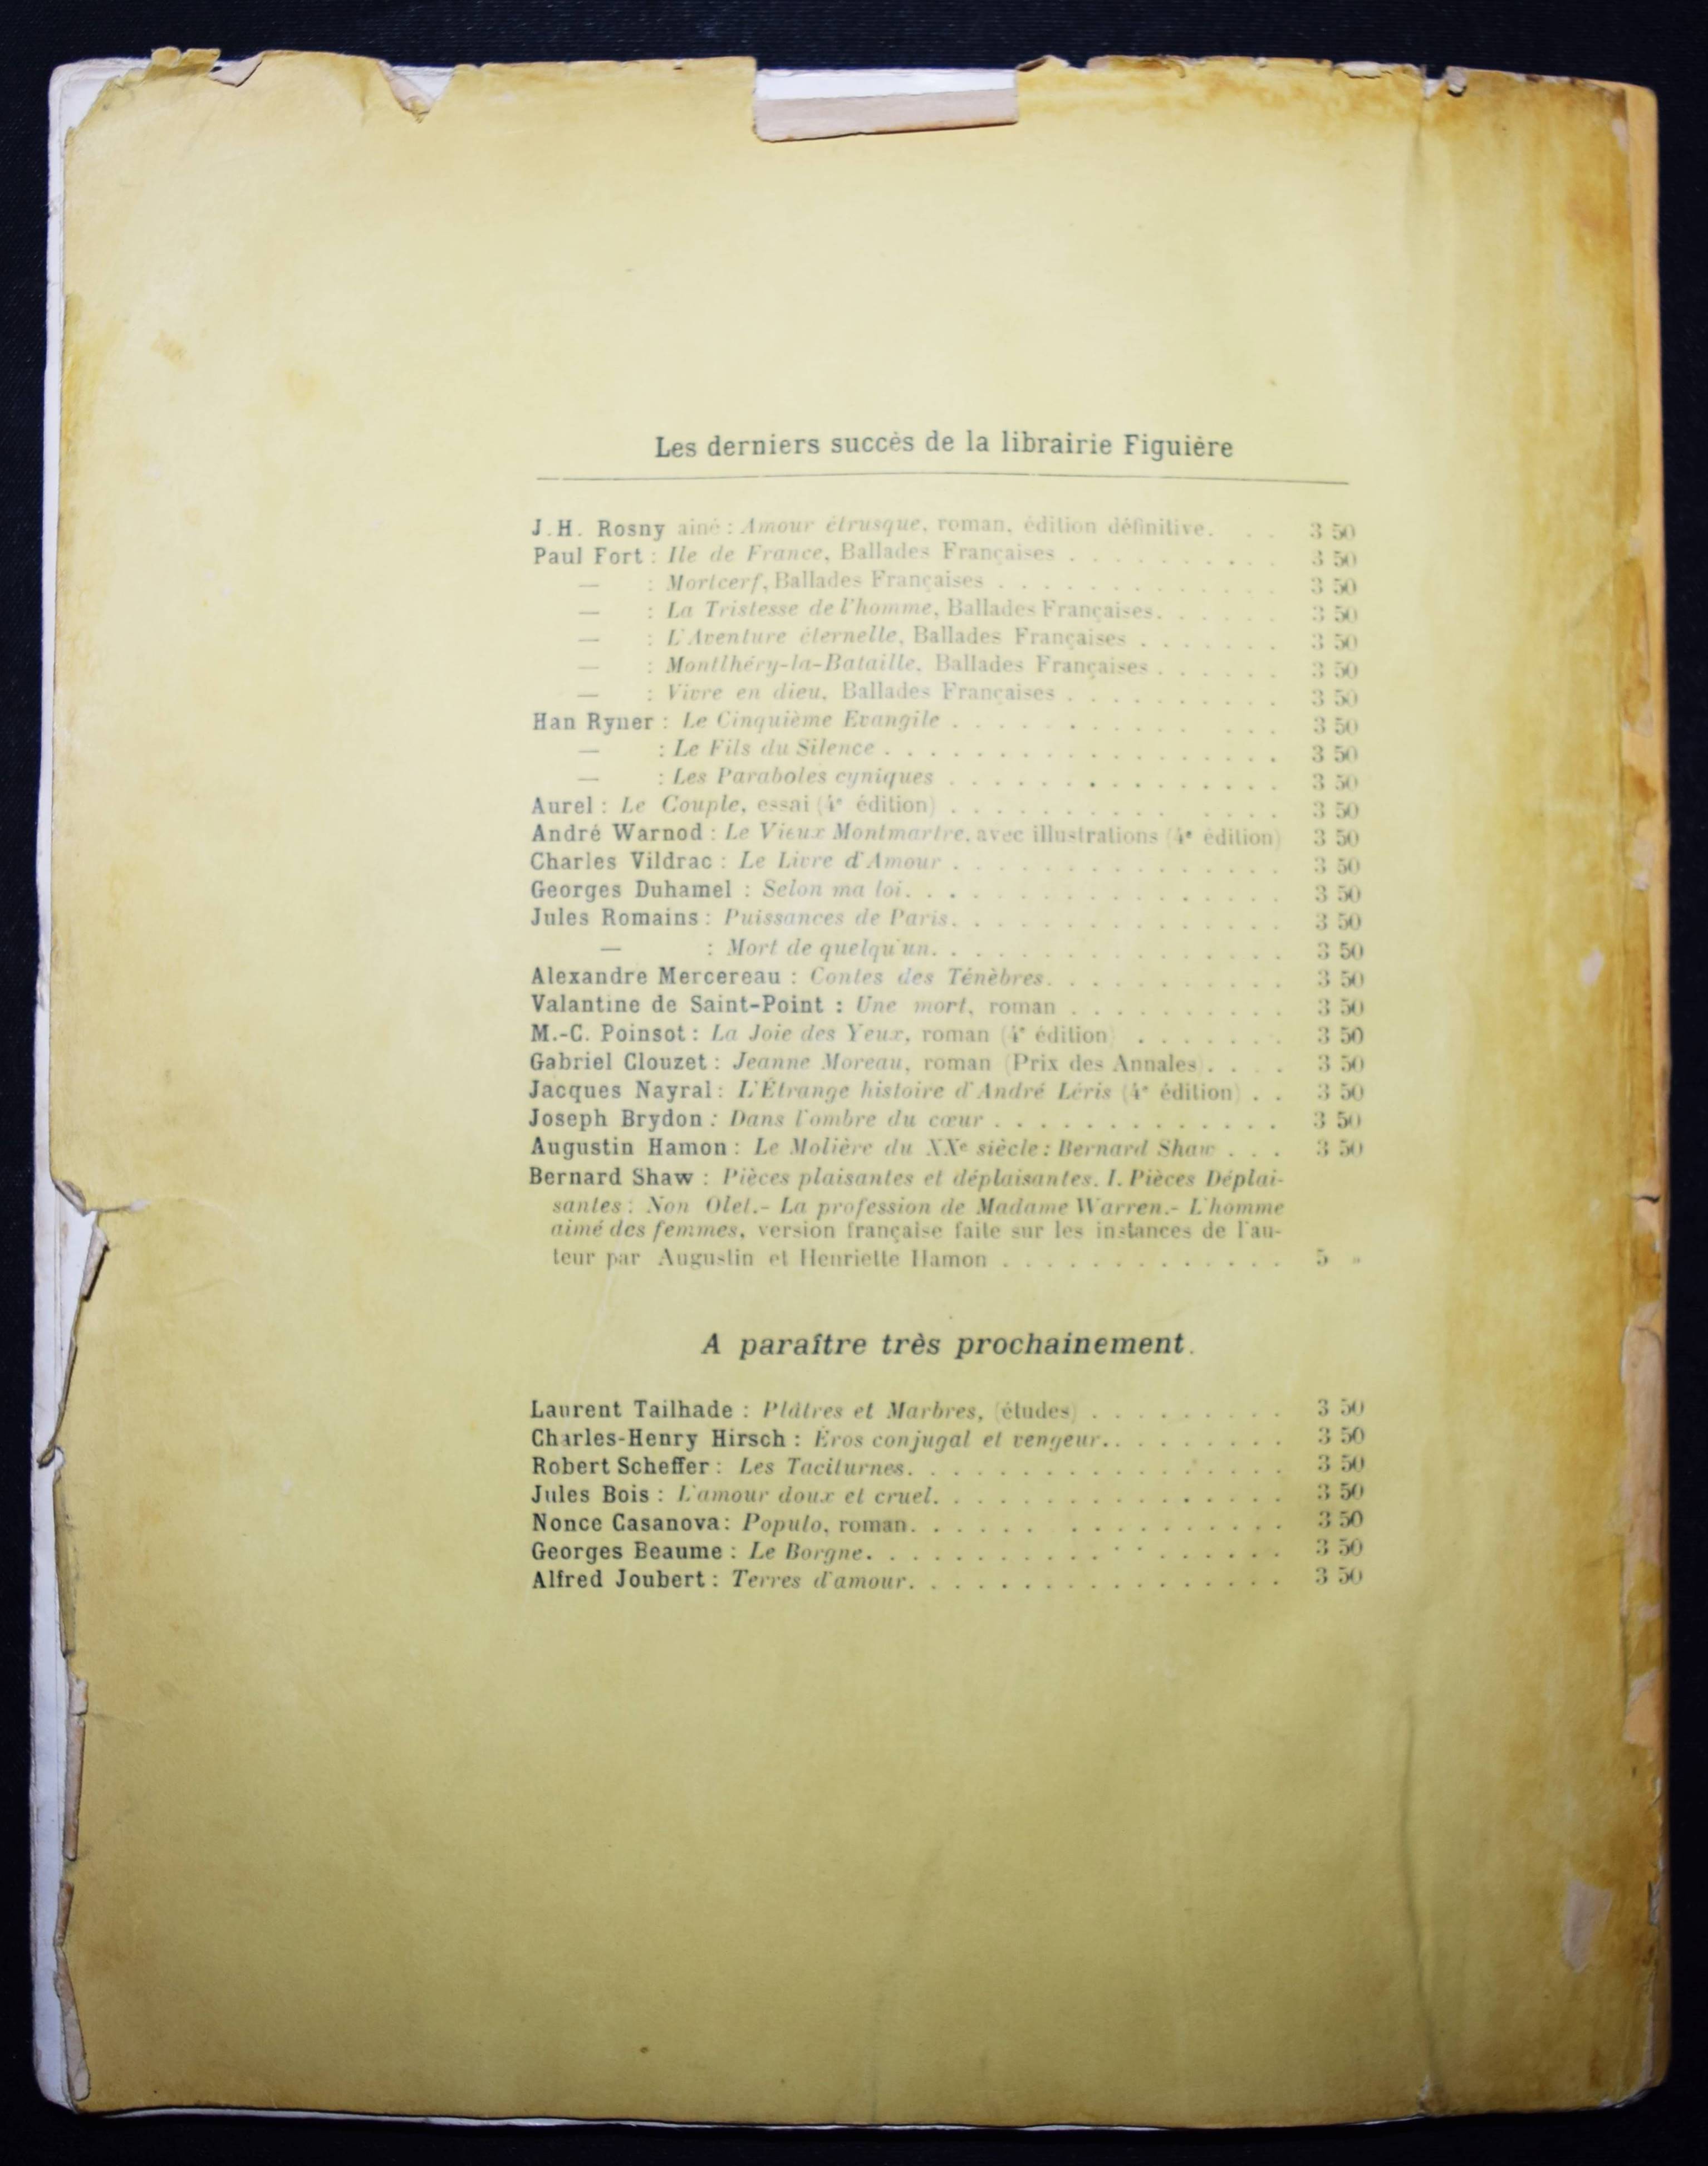 Les derniers succès de la librairie Figuière
J.H. Rosny aîné : Amour étrusque, roman, édition définitive. . . 3 50
Paul Fort : Ile de France, Ballades Françaises . . . . . . . . . . 3 50
— : Mortcerf, Ballades Françaises . . . . . . . . . . . . . 3 50
— : La Tristesse de l'homme, Ballades Françaises. . . . . . 3 50
— : L'Aventure éternelle, Ballades Françaises . . . . . . . 3 50
— : Montlhéry-la-Bataille, Ballades Françaises . . . . . . 3 50
— : Vivre en dieu, Ballades Françaises . . . . . . . . . . 3 50
Han Ryner : Le Cinquième Evangile . . . . . . . . . . . . . 3 50
— : Le Fils du Silence . . . . . . . . . . . . . . . . . 3 50
— : Les Paraboles cyniques . . . . . . . . . . . . . . 3 50
Aurel : Le Couple, essai (4e édition) . . . . . . . . . . . . . 3 50
André Warnod : Le Vieux Montmartre, avec illustrations (4e édition) 3 50
Charles Vildrac : Le Livre d'Amour . . . . . . . . . . . . . . 3 50
Georges Duhamel : Selon ma loi. . . . . . . . . . . . . . . . 3 50
Jules Romains : Puissances de Paris. . . . . . . . . . . . . . 3 50
— : Mort de quelqu'un. . . . . . . . . . . . . . . 3 50
Alexandre Mercereau : Contes des Ténèbres. . . . . . . . . . . 3 50
Valantine de Saint-Point : Une mort, roman . . . . . . . . . . 3 50
M.-C. Poinsot : La Joie des Yeux, roman (4e édition) . . . . . . . 3 50
Gabriel Clouzet : Jeanne Moreau, roman (Prix des Annales) . . . . 3 50
Jacques Nayral : L'Étrange histoire d'André Léris (4e édition) . . 3 50
Joseph Brydon : Dans l'ombre du cœur . . . . . . . . . . . . . 3 50
Augustin Hamon : Le Molière du XXe siècle : Bernard Shaw . . . 3 50
Bernard Shaw : Pièces plaisantes et déplaisantes. I. Pièces Déplai-
santes : Non Olet.- La profession de Madame Warren.- L'homme
aimé des femmes, version française faite sur les instances de l'au-
teur par Augustin et Henriette Hamon . . . . . . . . . . . . . 5 »
A paraître très prochainement.
Laurent Tailhade : Plâtres et Marbres, (études) . . . . . . . . . 3 50
Charles-Henry Hirsch : Éros conjugal et vengeur. . . . . . . . . 3 50
Robert Scheffer : Les Taciturnes. . . . . . . . . . . . . . . . . 3 50
Jules Bois : L'amour doux et cruel. . . . . . . . . . . . . . . . 3 50
Nonce Casanova : Populo, roman. . . . . . . . . . . . . . . . . 3 50
Georges Beaume : Le Borgne. . . . . . . . . . . . . . . . . . . 3 50
Alfred Joubert : Terres d'amour. . . . . . . . . . . . . . . . . 3 50